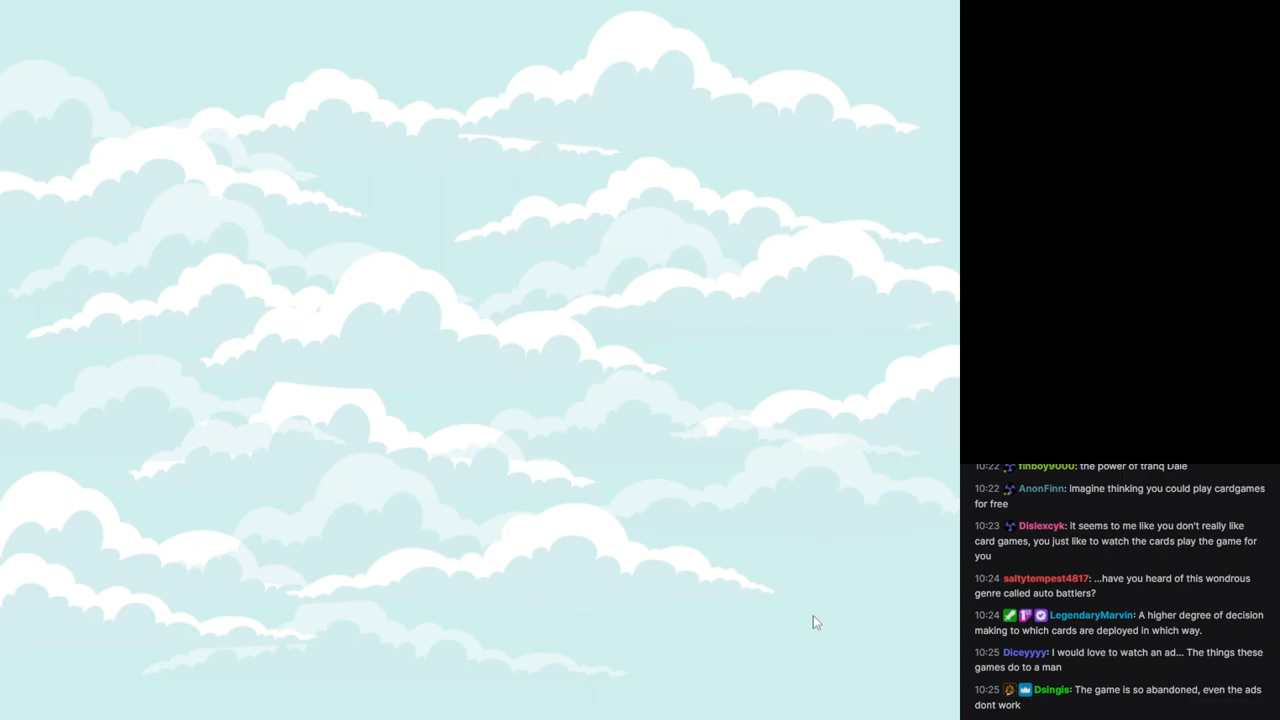 10:22 finboy9000: the power of tranq Dale
10:22 AnonFinn: imagine thinking you could play cardgames
for free
10:23 Dislexcyk: it seems to me like you don't really like
card games, you just like to watch the cards play the game for
you
10:24 saltytempest4817: ...have you heard of this wondrous
genre called auto battlers?
10:24 LegendaryMarvin: A higher degree of decision
making to which cards are deployed in which way.
10:25 Diceyyyy: I would love to watch an ad... The things these
games do to a man
10:25 Dsingis: The game is so abandoned, even the ads
dont work